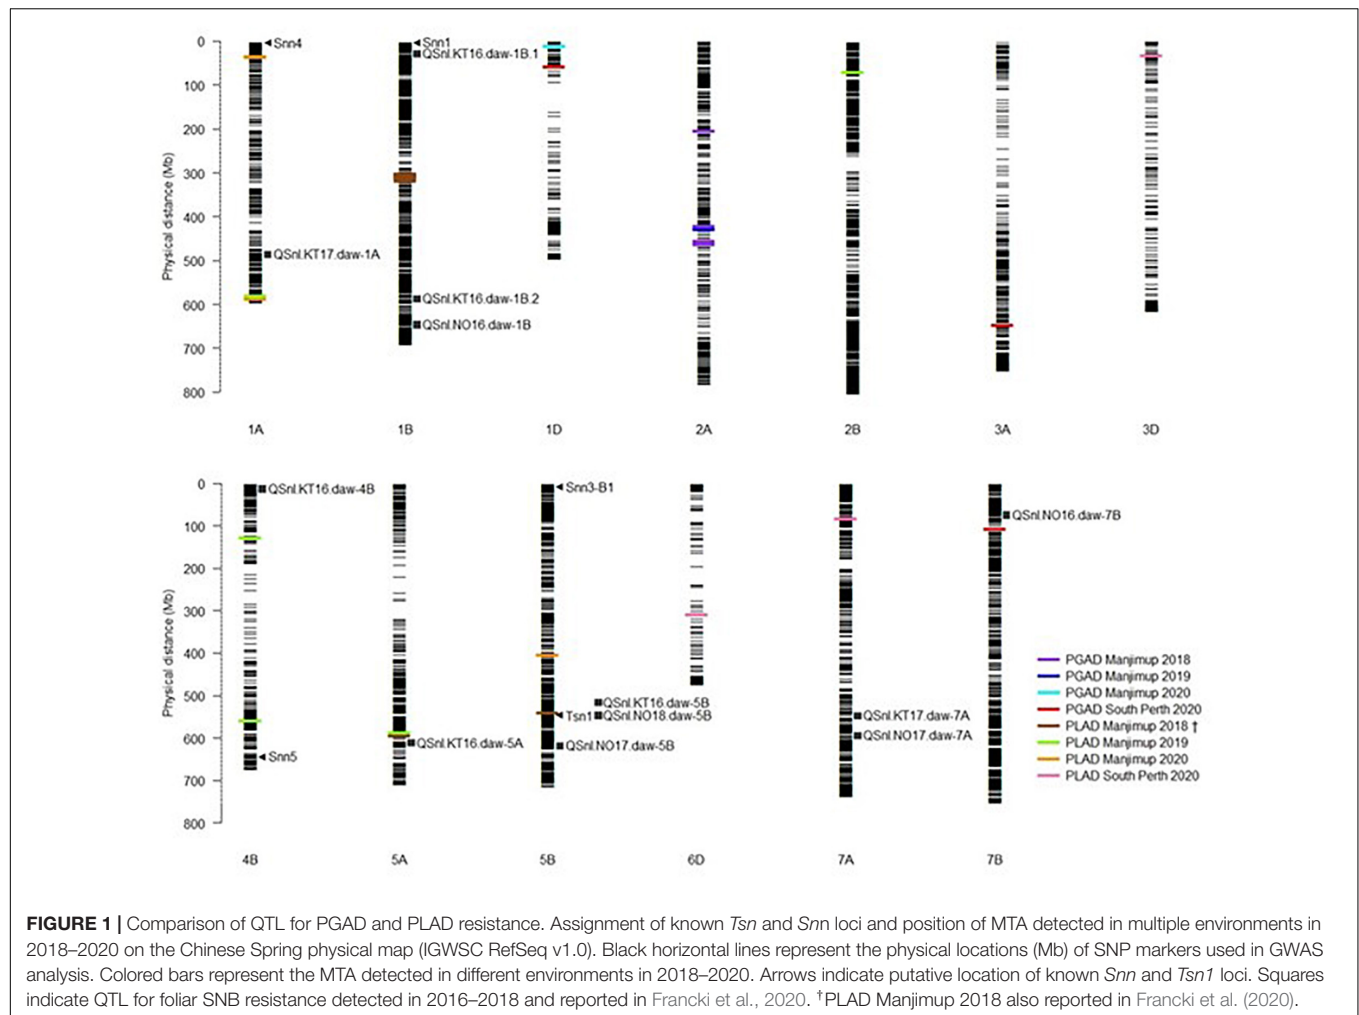 0
100
200
300
400
500
600
700
800
Physical distance (Mb)
Snn4
QSnl.KT17.daw-1A
Snn1
QSnl.KT16.daw-1B.1
QSnl.KT16.daw-1B.2
QSnl.NO16.daw-1B
1A 1B 1D 2A 2B 3A 3D
0
100
200
300
400
500
600
700
800
Physical distance (Mb)
QSnl.KT16.daw-4B
Snn5
QSnl.KT16.daw-5A
Snn3-B1
QSnl.KT16.daw-5B
Tsn1 QSnl.NO18.daw-5B
QSnl.NO17.daw-5B
QSnl.KT17.daw-7A
QSnl.NO17.daw-7A
QSnl.NO16.daw-7B
PGAD Manjimup 2018
PGAD Manjimup 2019
PGAD Manjimup 2020
PGAD South Perth 2020
PLAD Manjimup 2018 †
PLAD Manjimup 2019
PLAD Manjimup 2020
PLAD South Perth 2020
4B 5A 5B 6D 7A 7B
FIGURE 1 | Comparison of QTL for PGAD and PLAD resistance. Assignment of known Tsn and Snn loci and position of MTA detected in multiple environments in
2018–2020 on the Chinese Spring physical map (IGWSC RefSeq v1.0). Black horizontal lines represent the physical locations (Mb) of SNP markers used in GWAS
analysis. Colored bars represent the MTA detected in different environments in 2018–2020. Arrows indicate putative location of known Snn and Tsn1 loci. Squares
indicate QTL for foliar SNB resistance detected in 2016–2018 and reported in Francki et al., 2020. †PLAD Manjimup 2018 also reported in Francki et al. (2020).